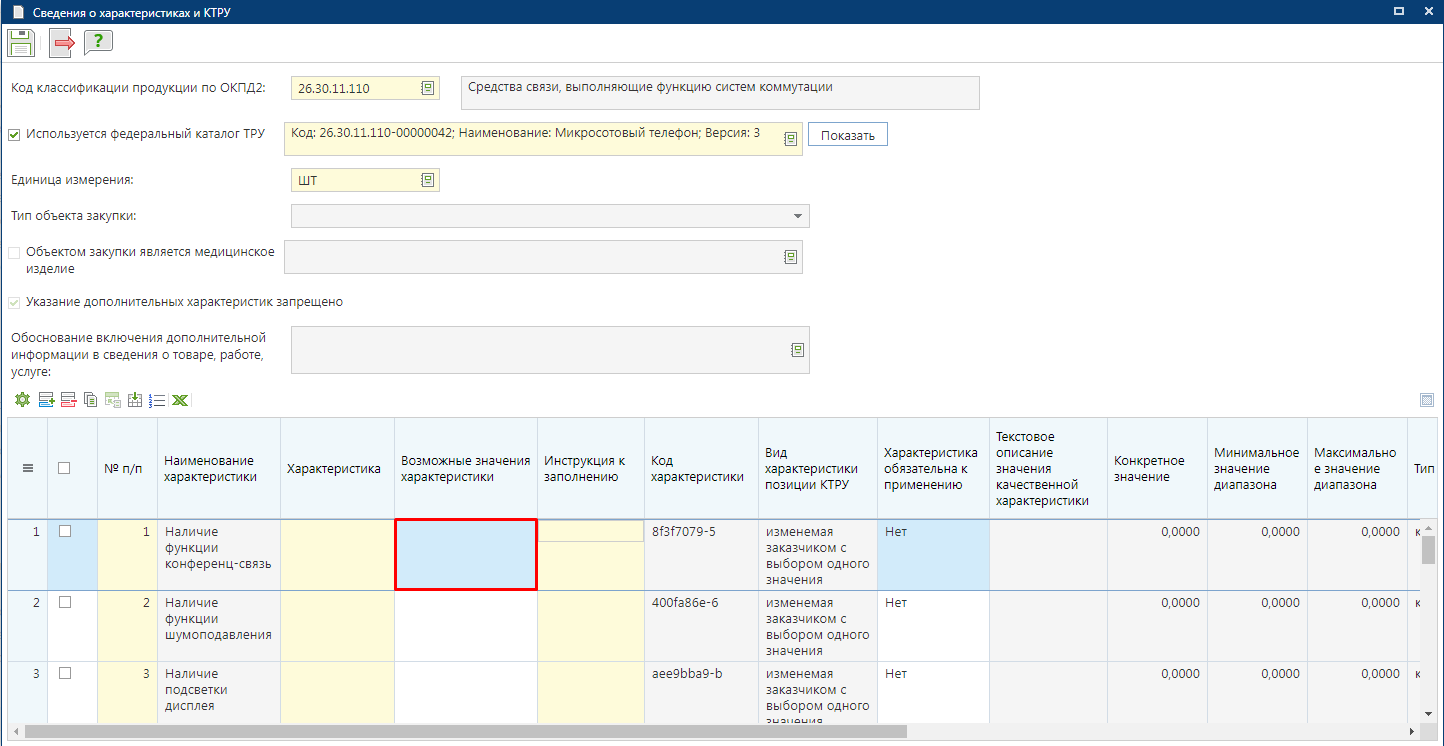 Сведения о характеристиках и КТРУ
?
Код классификации продукции по ОКПД2:
26.30.11.110
Средства связи, выполняющие функцию систем коммутации
Используется федеральный каталог ТРУ
Код: 26.30.11.110-00000042; Наименование: Микросотовый телефон; Версия: 3
Показать
Единица измерения:
ШТ
Тип объекта закупки:
Объектом закупки является медицинское
изделие
Указание дополнительных характеристик запрещено
Обоснование включения дополнительной
информации в сведения о товаре, работе,
услуге:
№ п/п
Наименование
характеристики
Характеристика
Возможные значения
характеристики
Инструкция к
заполнению
Код
характеристики
Вид
характеристики
позиции КТРУ
Характеристика
обязательна к
применению
Текстовое
описание
значения
качественной
характеристики
Конкретное
значение
Минимальное
значение
диапазона
Максимально
е значение
диапазона
Тип
1
1
Наличие
функции
конференц-связь
8f3f7079-5
изменемая
заказчиком с
выбором одного
значения
Нет
0,0000
0,0000
0,0000
к
2
2
Наличие
функции
шумоподавления
400fa86e-6
изменемая
заказчиком с
выбором одного
значения
Нет
0,0000
0,0000
0,0000
к
3
3
Наличие
подсветки
дисплея
aee9bba9-b
изменемая
заказчиком с
выбором одного
значения
Нет
0,0000
0,0000
0,0000
к